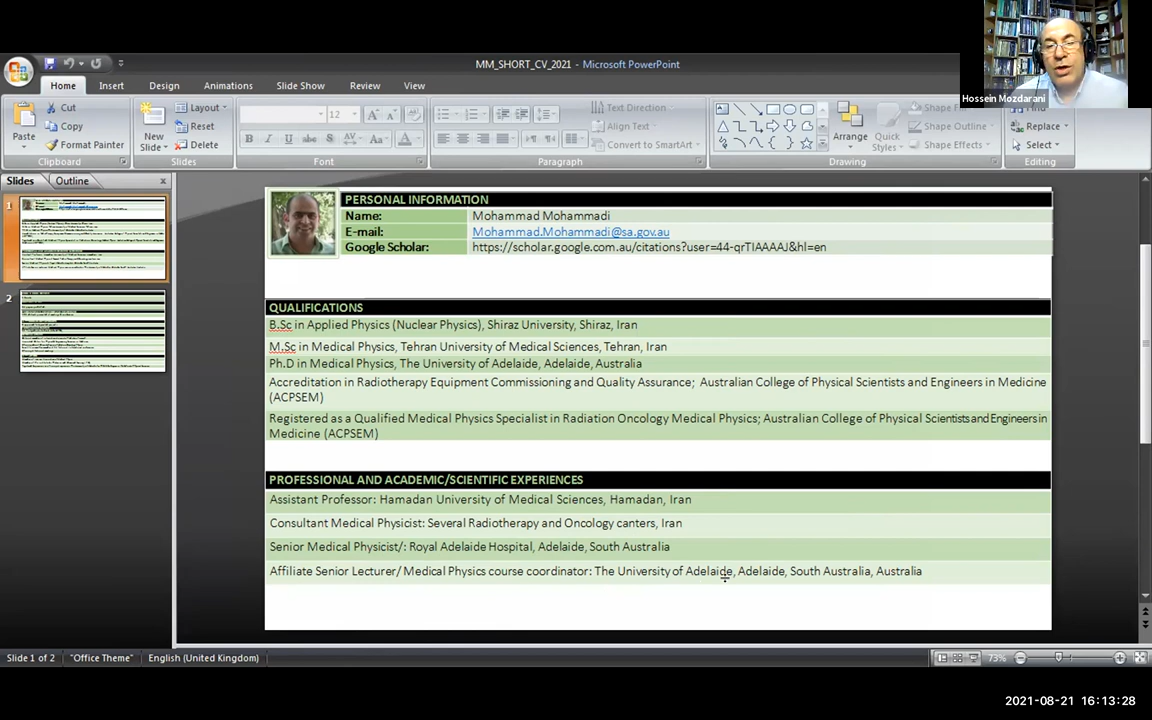 MM_SHORT_CV_2021 - Microsoft PowerPoint
Home Insert Design Animations Slide Show Review View
Paste
Cut
Copy
Format Painter
Clipboard
New Slide
Layout
Reset
Delete
Slides
12
B I U S
Aa
Font
Text Direction
Align Text
Convert to SmartArt
Paragraph
Arrange
Quick Styles
Shape Outline
Shape Effects
Drawing
Replace
Select
Editing
Hossein Mozdarani
Slides Outline
1
2
PERSONAL INFORMATION
Name: Mohammad Mohammadi
E-mail: Mohammad.Mohammadi@sa.gov.au
Google Scholar: https://scholar.google.com.au/citations?user=44-qrTIAAAAJ&hl=en
QUALIFICATIONS
B.Sc in Applied Physics (Nuclear Physics), Shiraz University, Shiraz, Iran
M.Sc in Medical Physics, Tehran University of Medical Sciences, Tehran, Iran
Ph.D in Medical Physics, The University of Adelaide, Adelaide, Australia
Accreditation in Radiotherapy Equipment Commissioning and Quality Assurance; Australian College of Physical Scientists and Engineers in Medicine
(ACPSEM)
Registered as a Qualified Medical Physics Specialist in Radiation Oncology Medical Physics; Australian College of Physical Scientists and Engineers in
Medicine (ACPSEM)
PROFESSIONAL AND ACADEMIC/SCIENTIFIC EXPERIENCES
Assistant Professor: Hamadan University of Medical Sciences, Hamadan, Iran
Consultant Medical Physicist: Several Radiotherapy and Oncology canters, Iran
Senior Medical Physicist/: Royal Adelaide Hospital, Adelaide, South Australia
Affiliate Senior Lecturer/ Medical Physics course coordinator: The University of Adelaide, Adelaide, South Australia, Australia
Slide 1 of 2 "Office Theme" English (United Kingdom) 73%
2021-08-21 16:13:28